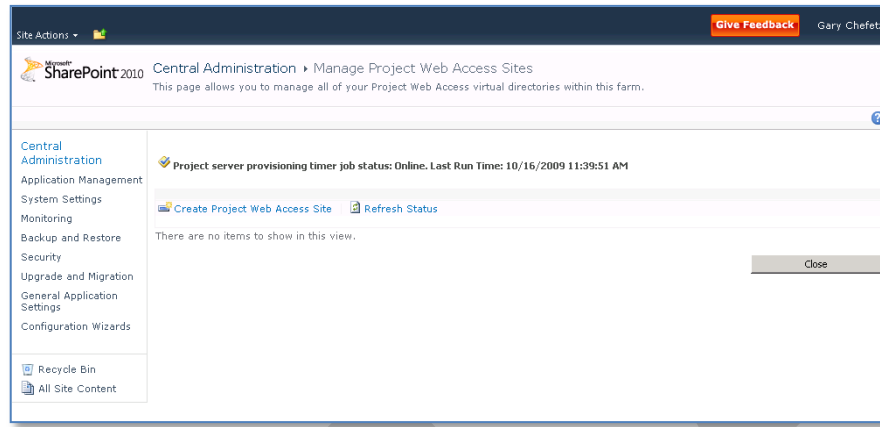 Give Feedback Gary Chefetz
Site Actions
Microsoft
SharePoint 2010 Central Administration Manage Project Web Access Sites
This page allows you to manage all of your Project Web Access virtual directories within this farm.
Central
Administration
Project server provisioning timer job status: Online. Last Run Time: 10/16/2009 11:39:51 AM
Application Management
System Settings
Create Project Web Access Site Refresh Status
Monitoring
Backup and Restore
There are no items to show in this view.
Security
Close
Upgrade and Migration
General Application
Settings
Configuration Wizards
Recycle Bin
All Site Content